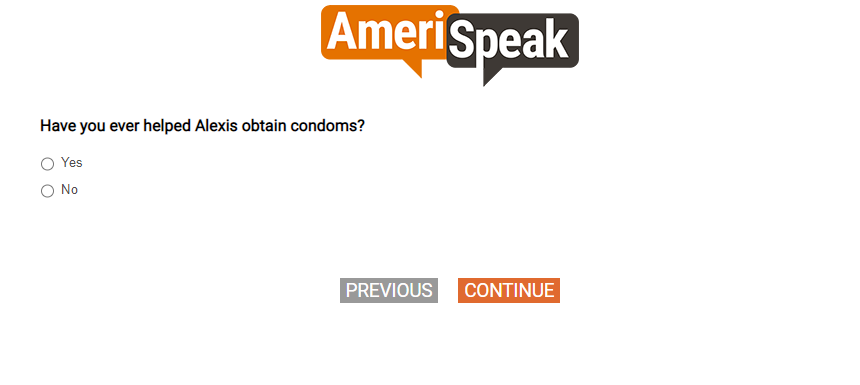 AmeriSpeak
Have you ever helped Alexis obtain condoms?
Yes
No
PREVIOUS CONTINUE